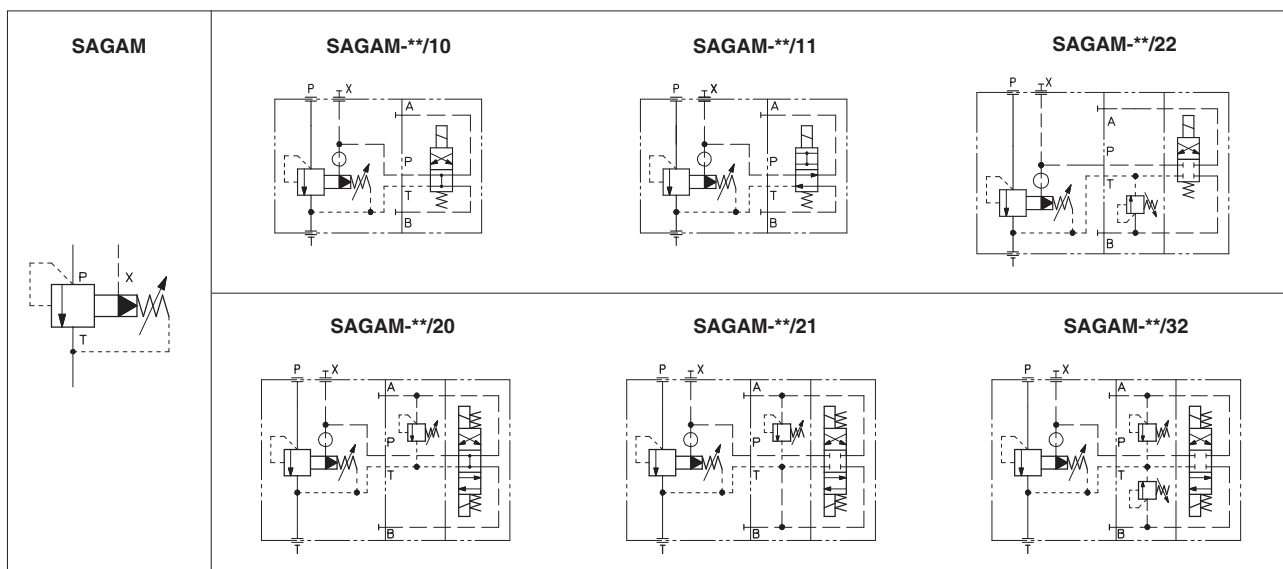 SAGAM
SAGAM-**/10
SAGAM-**/11
SAGAM-**/22
P
X
T
P X
A
P
T
B
T
P X
A
P
T
B
T
P X
A
P
T
B
T
SAGAM-**/20
SAGAM-**/21
SAGAM-**/32
P X
A
P
T
B
T
P X
A
P
T
B
T
P X
A
P
T
B
T